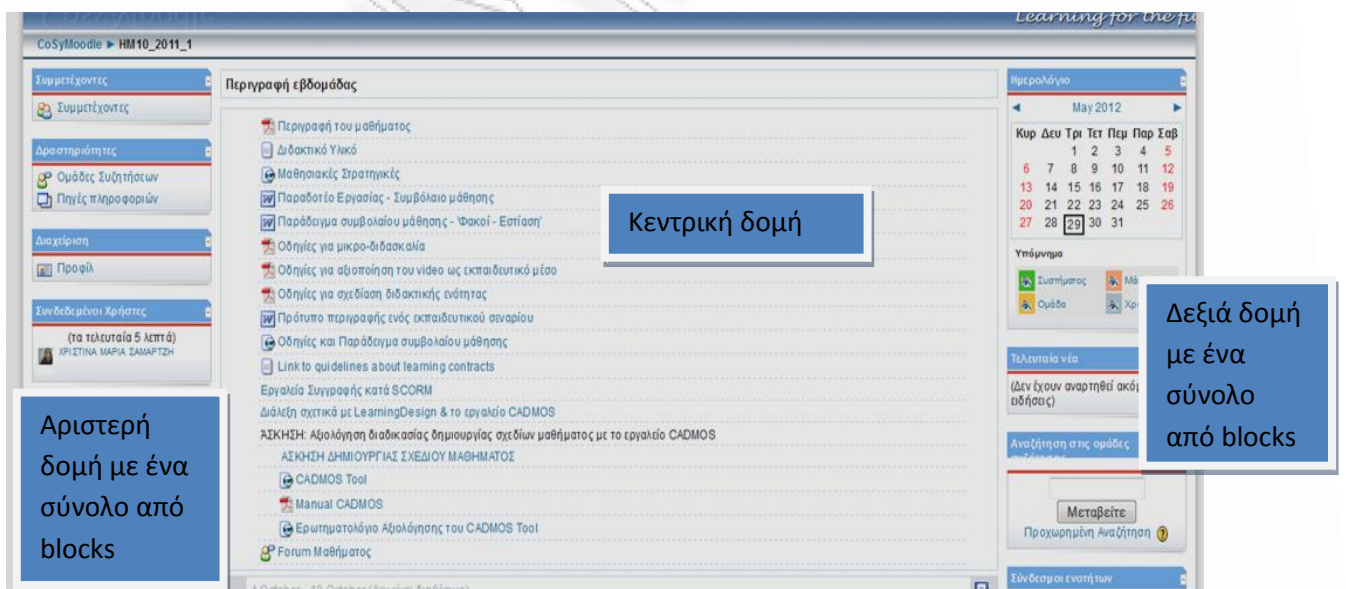 CoSyMoodle
Learning for the fu
CoSyMoodle ► HM10_2011_1
Συμμετέχοντες
Συμμετέχοντες
Δραστηριότητες
Ομάδες Συζητήσεων
Πηγές πληροφοριών
Διαχείριση
Προφίλ
Συνδεδεμένοι Χρήστες
(τα τελευταία 5 λεπτά)
ΧΡΙΣΤΙΝΑ ΜΑΡΙΑ ΣΑΜΑΡΤΖΗ
Αριστερή
δομή με ένα
σύνολο από
blocks
Περιγραφή εβδομάδας
Περιγραφή του μαθήματος
Διδακτικό Υλικό
Μαθησιακές Στρατηγικές
Παραδοτέο Εργασίας - Συμβόλαιο μάθησης
Παράδειγμα συμβολαίου μάθησης - 'Φακοί - Εστίαση'
Οδηγίες για μικρο-διδασκαλία
Οδηγίες για αξιοποίηση του video ως εκπαιδευτικό μέσο
Οδηγίες για σχεδίαση διδακτικής ενότητας
Πρότυπο περιγραφής ενός εκπαιδευτικού σεναρίου
Οδηγίες και Παράδειγμα συμβολαίου μάθησης
Link to quidelines about learning contracts
Εργαλεία Συγγραφής κατά SCORM
Διάλεξη σχετικά με LearningDesign & το εργαλείο CADMOS
ΆΣΚΗΣΗ: Αξιολόγηση διαδικασίας δημιουργίας σχεδίων μαθήματος με το εργαλείο CADMOS
ΑΣΚΗΣΗ ΔΗΜΙΟΥΡΓΙΑΣ ΣΧΕΔΙΟΥ ΜΑΘΗΜΑΤΟΣ
CADMOS Tool
Manual CADMOS
Ερωτηματολόγιο Αξιολόγησης του CADMOS Tool
Forum Μαθήματος
Κεντρική δομή
Ημερολόγιο
◄ May 2012 ►
Κυρ Δευ Τρι Τετ Πεμ Παρ Σαβ
1 2 3 4 5
6 7 8 9 10 11 12
13 14 15 16 17 18 19
20 21 22 23 24 25 26
27 28 29 30 31
Υπόμνημα
Συστήματος
Ομάδα
Δεξιά δομή
με ένα
σύνολο
από blocks
Τελευταία νέα
(Δεν έχουν αναρτηθεί ακό
ειδήσεις)
Αναζήτηση στις ομάδες
συζήτησης
Μεταβείτε
Προχωρημένη Αναζήτηση
Σύνδεσμοι ενοτήτων